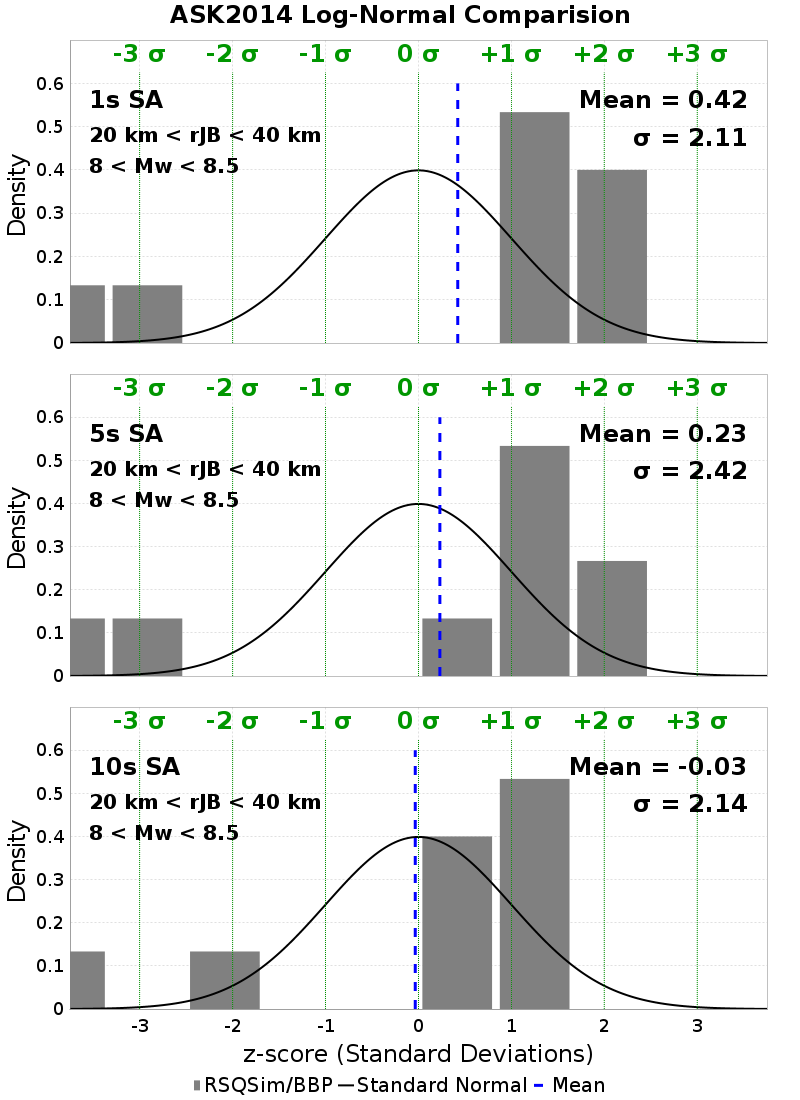 ASK2014 Log-Normal Comparision
-3 σ -2 σ -1 σ 0 σ +1 σ +2 σ +3 σ
1s SA
20 km < rJB < 40 km
8 < Mw < 8.5
Mean = 0.42
σ = 2.11
Density
0.6
0.5
0.4
0.3
0.2
0.1
0
-3 σ -2 σ -1 σ 0 σ +1 σ +2 σ +3 σ
5s SA
20 km < rJB < 40 km
8 < Mw < 8.5
Mean = 0.23
σ = 2.42
Density
0.6
0.5
0.4
0.3
0.2
0.1
0
-3 σ -2 σ -1 σ 0 σ +1 σ +2 σ +3 σ
10s SA
20 km < rJB < 40 km
8 < Mw < 8.5
Mean = -0.03
σ = 2.14
Density
0.6
0.5
0.4
0.3
0.2
0.1
0
-3 -2 -1 0 1 2 3
z-score (Standard Deviations)
RSQSim/BBP Standard Normal Mean